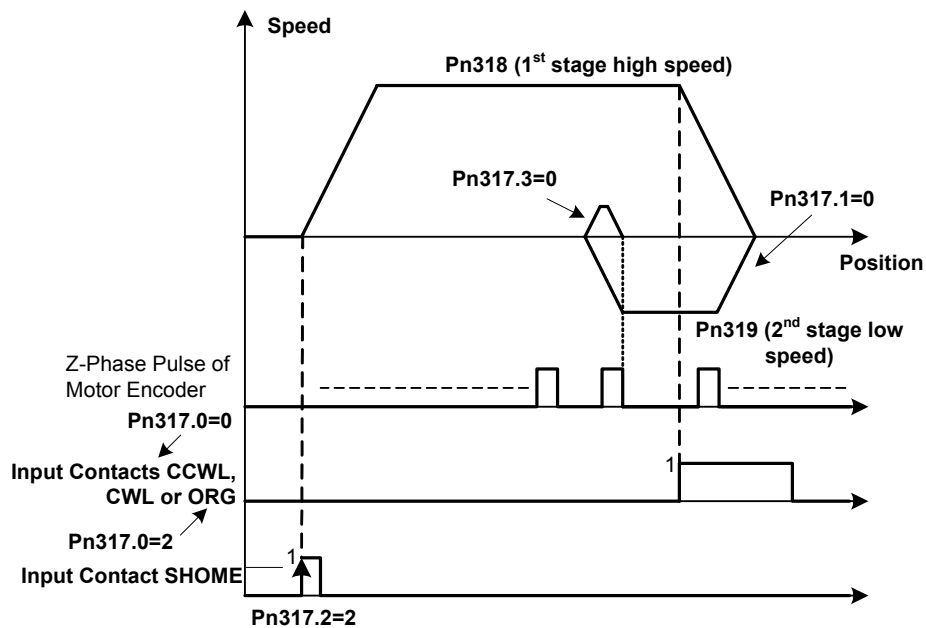 Speed
Pn318 (1st stage high speed)
Pn317.3=0
Pn317.1=0
Position
Pn319 (2nd stage low
speed)
Z-Phase Pulse of
Motor Encoder
Pn317.0=0
Input Contacts CCWL,
CWL or ORG
1
Pn317.0=2
1
Input Contact SHOME
Pn317.2=2